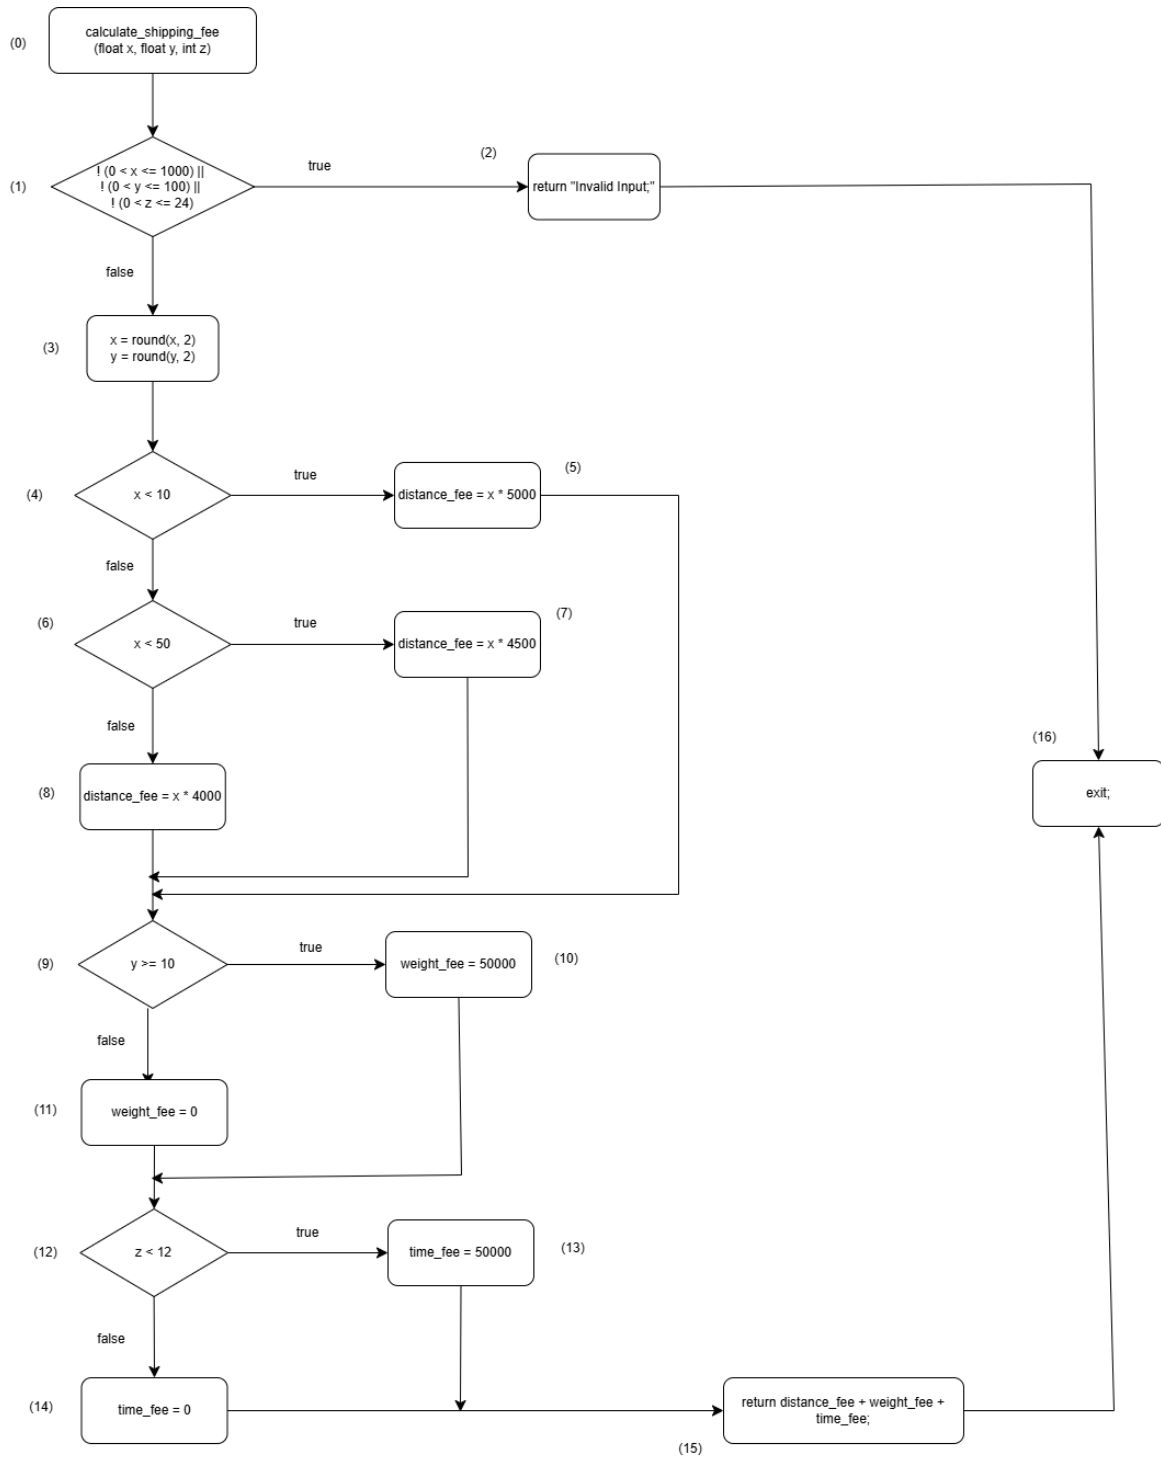 calculate_shipping_fee
(float x, float y, int z)
(0)
! (0 < x <= 1000) ||
! (0 < y <= 100) ||
! (0 < z <= 24)
(1)
true
(2)
return "Invalid Input;"
false
x = round(x, 2)
y = round(y, 2)
(3)
(4)
x < 10
true
distance_fee = x * 5000
(5)
false
(6)
x < 50
true
distance_fee = x * 4500
(7)
false
(8)
distance_fee = x * 4000
(16)
exit;
(9)
y >= 10
true
weight_fee = 50000
(10)
false
(11)
weight_fee = 0
(12)
z < 12
true
time_fee = 50000
(13)
false
(14)
time_fee = 0
return distance_fee + weight_fee +
time_fee;
(15)